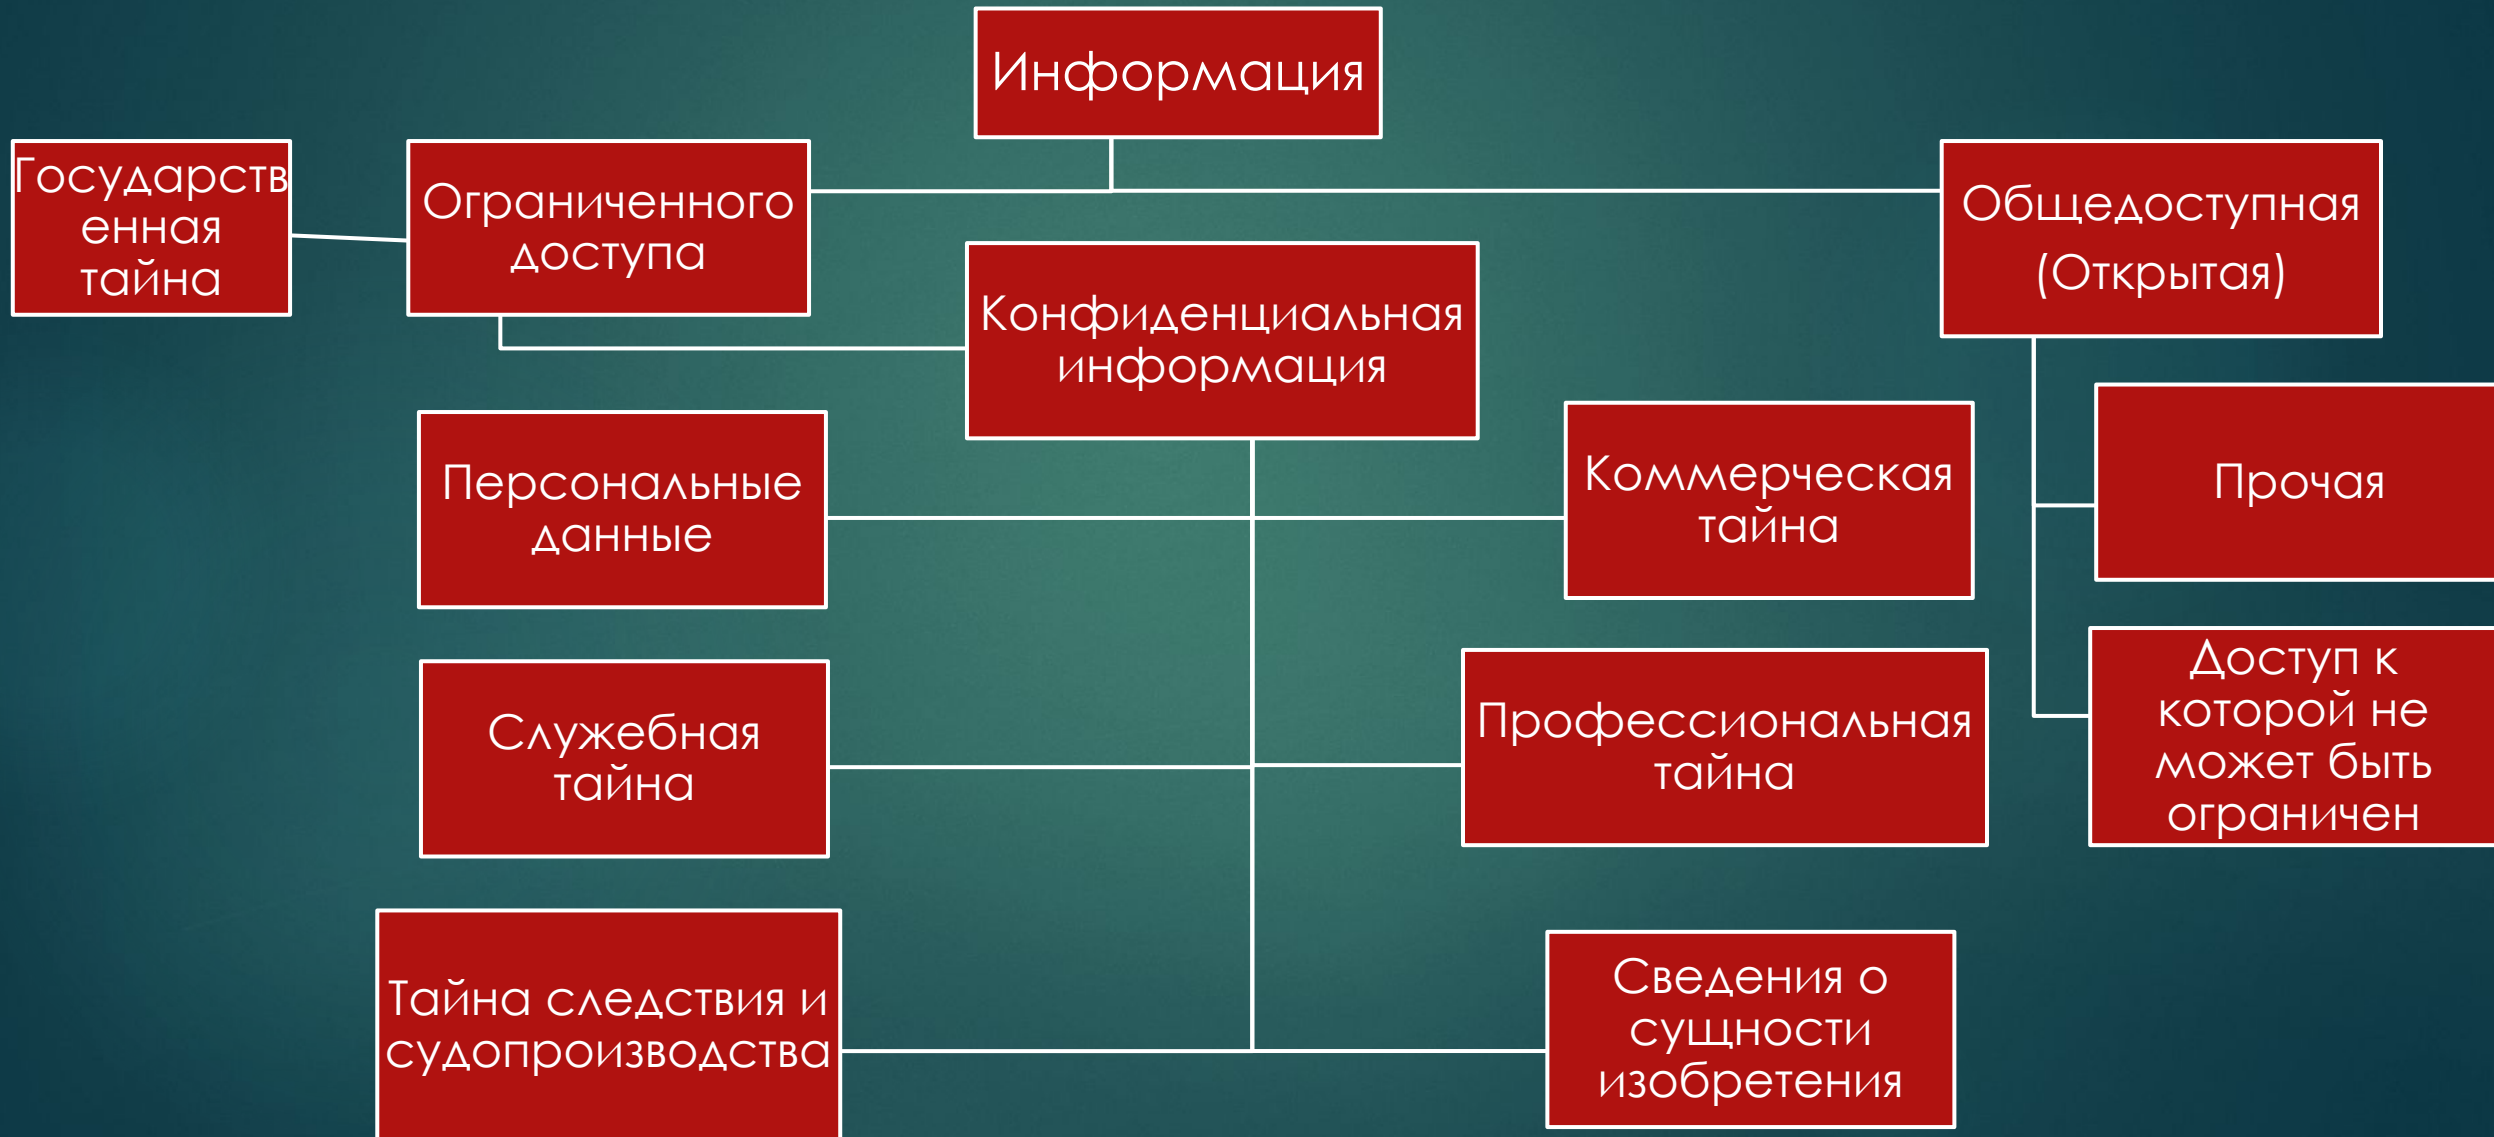 Информация
Государств
енная
тайна
Ограниченного
доступа
Общедоступная
(Открытая)
Конфиденциальная
информация
Персональные
данные
Коммерческая
тайна
Прочая
Служебная
тайна
Профессиональная
тайна
Доступ к
которой не
может быть
ограничен
Тайна следствия и
судопроизводства
Сведения о
сущности
изобретения